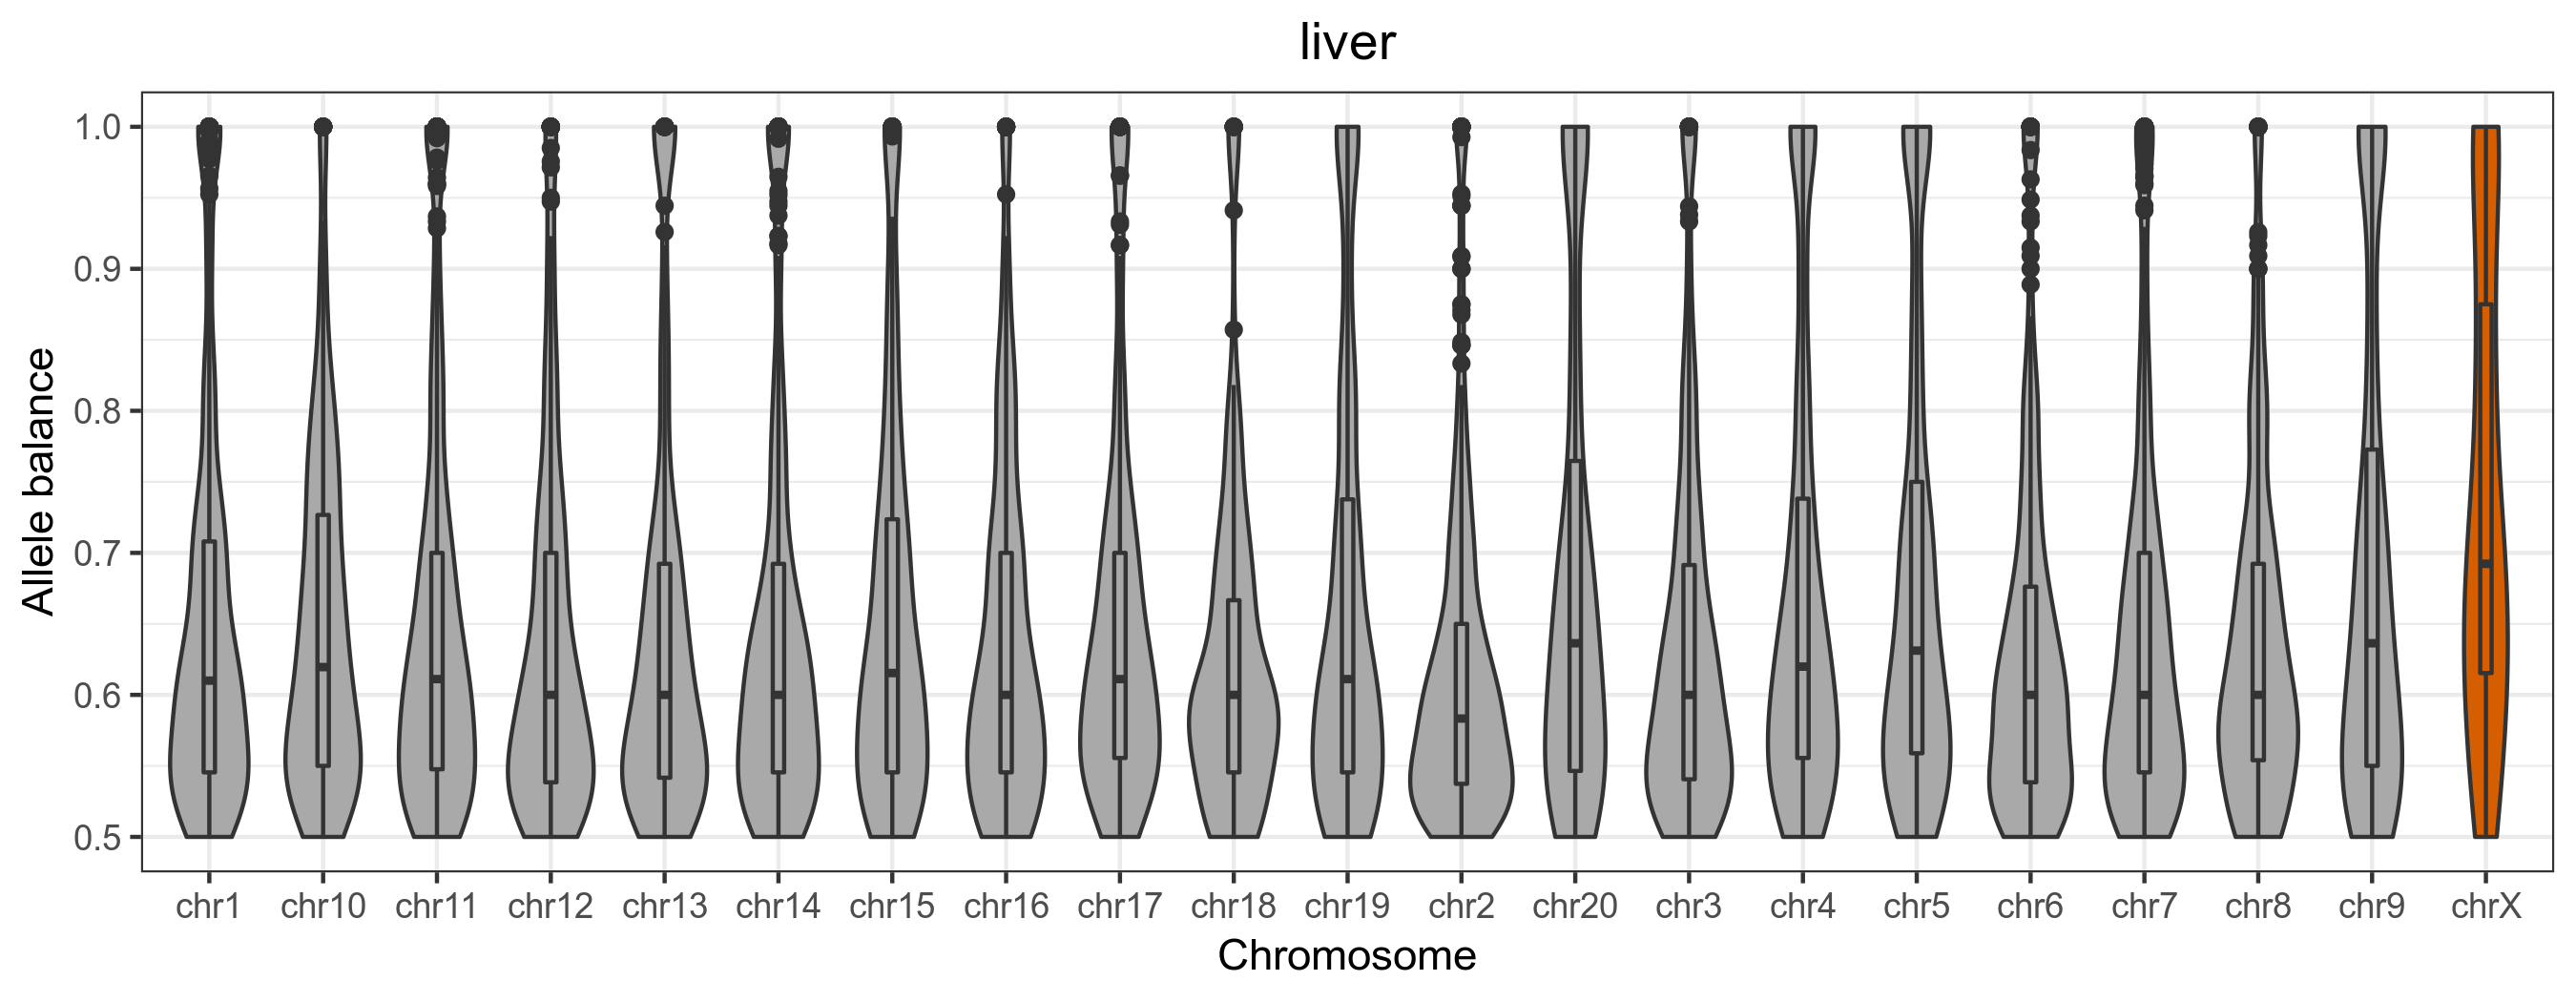 liver
Allele balance
1.0
0.9
0.8
0.7
0.6
0.5
chr1 chr10 chr11 chr12 chr13 chr14 chr15 chr16 chr17 chr18 chr19 chr2 chr20 chr3 chr4 chr5 chr6 chr7 chr8 chr9 chrX
Chromosome